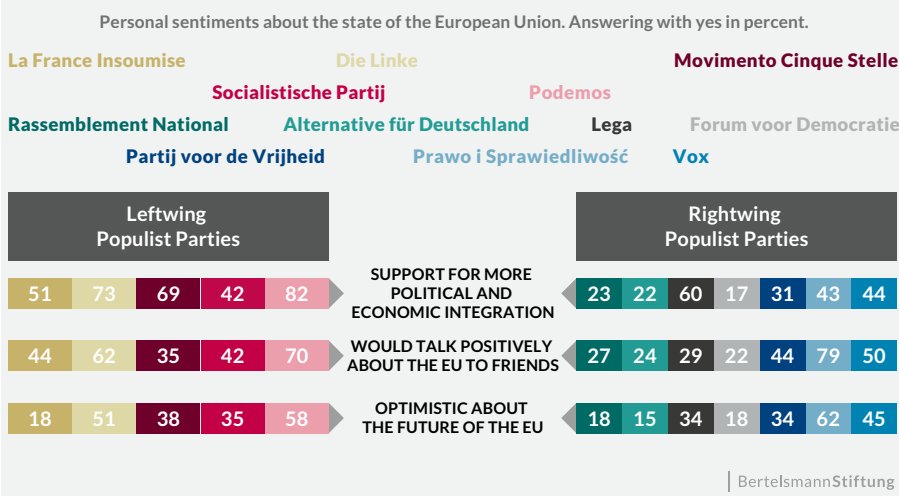 Personal sentiments about the state of the European Union. Answering with yes in percent.
La France Insoumise Die Linke Movimento Cinque Stelle
Socialistische Partij Podemos
Rassemblement National Alternative für Deutschland Lega Forum voor Democratie
Partij voor de Vrijheid Prawo i Sprawiedliwość Vox
Leftwing
Populist Parties
Rightwing
Populist Parties
51 73 69 42 82
SUPPORT FOR MORE
POLITICAL AND
ECONOMIC INTEGRATION
23 22 60 17 31 43 44
44 62 35 42 70
WOULD TALK POSITIVELY
ABOUT THE EU TO FRIENDS
27 24 29 22 44 79 50
18 51 38 35 58
OPTIMISTIC ABOUT
THE FUTURE OF THE EU
18 15 34 18 34 62 45
BertelsmannStiftung